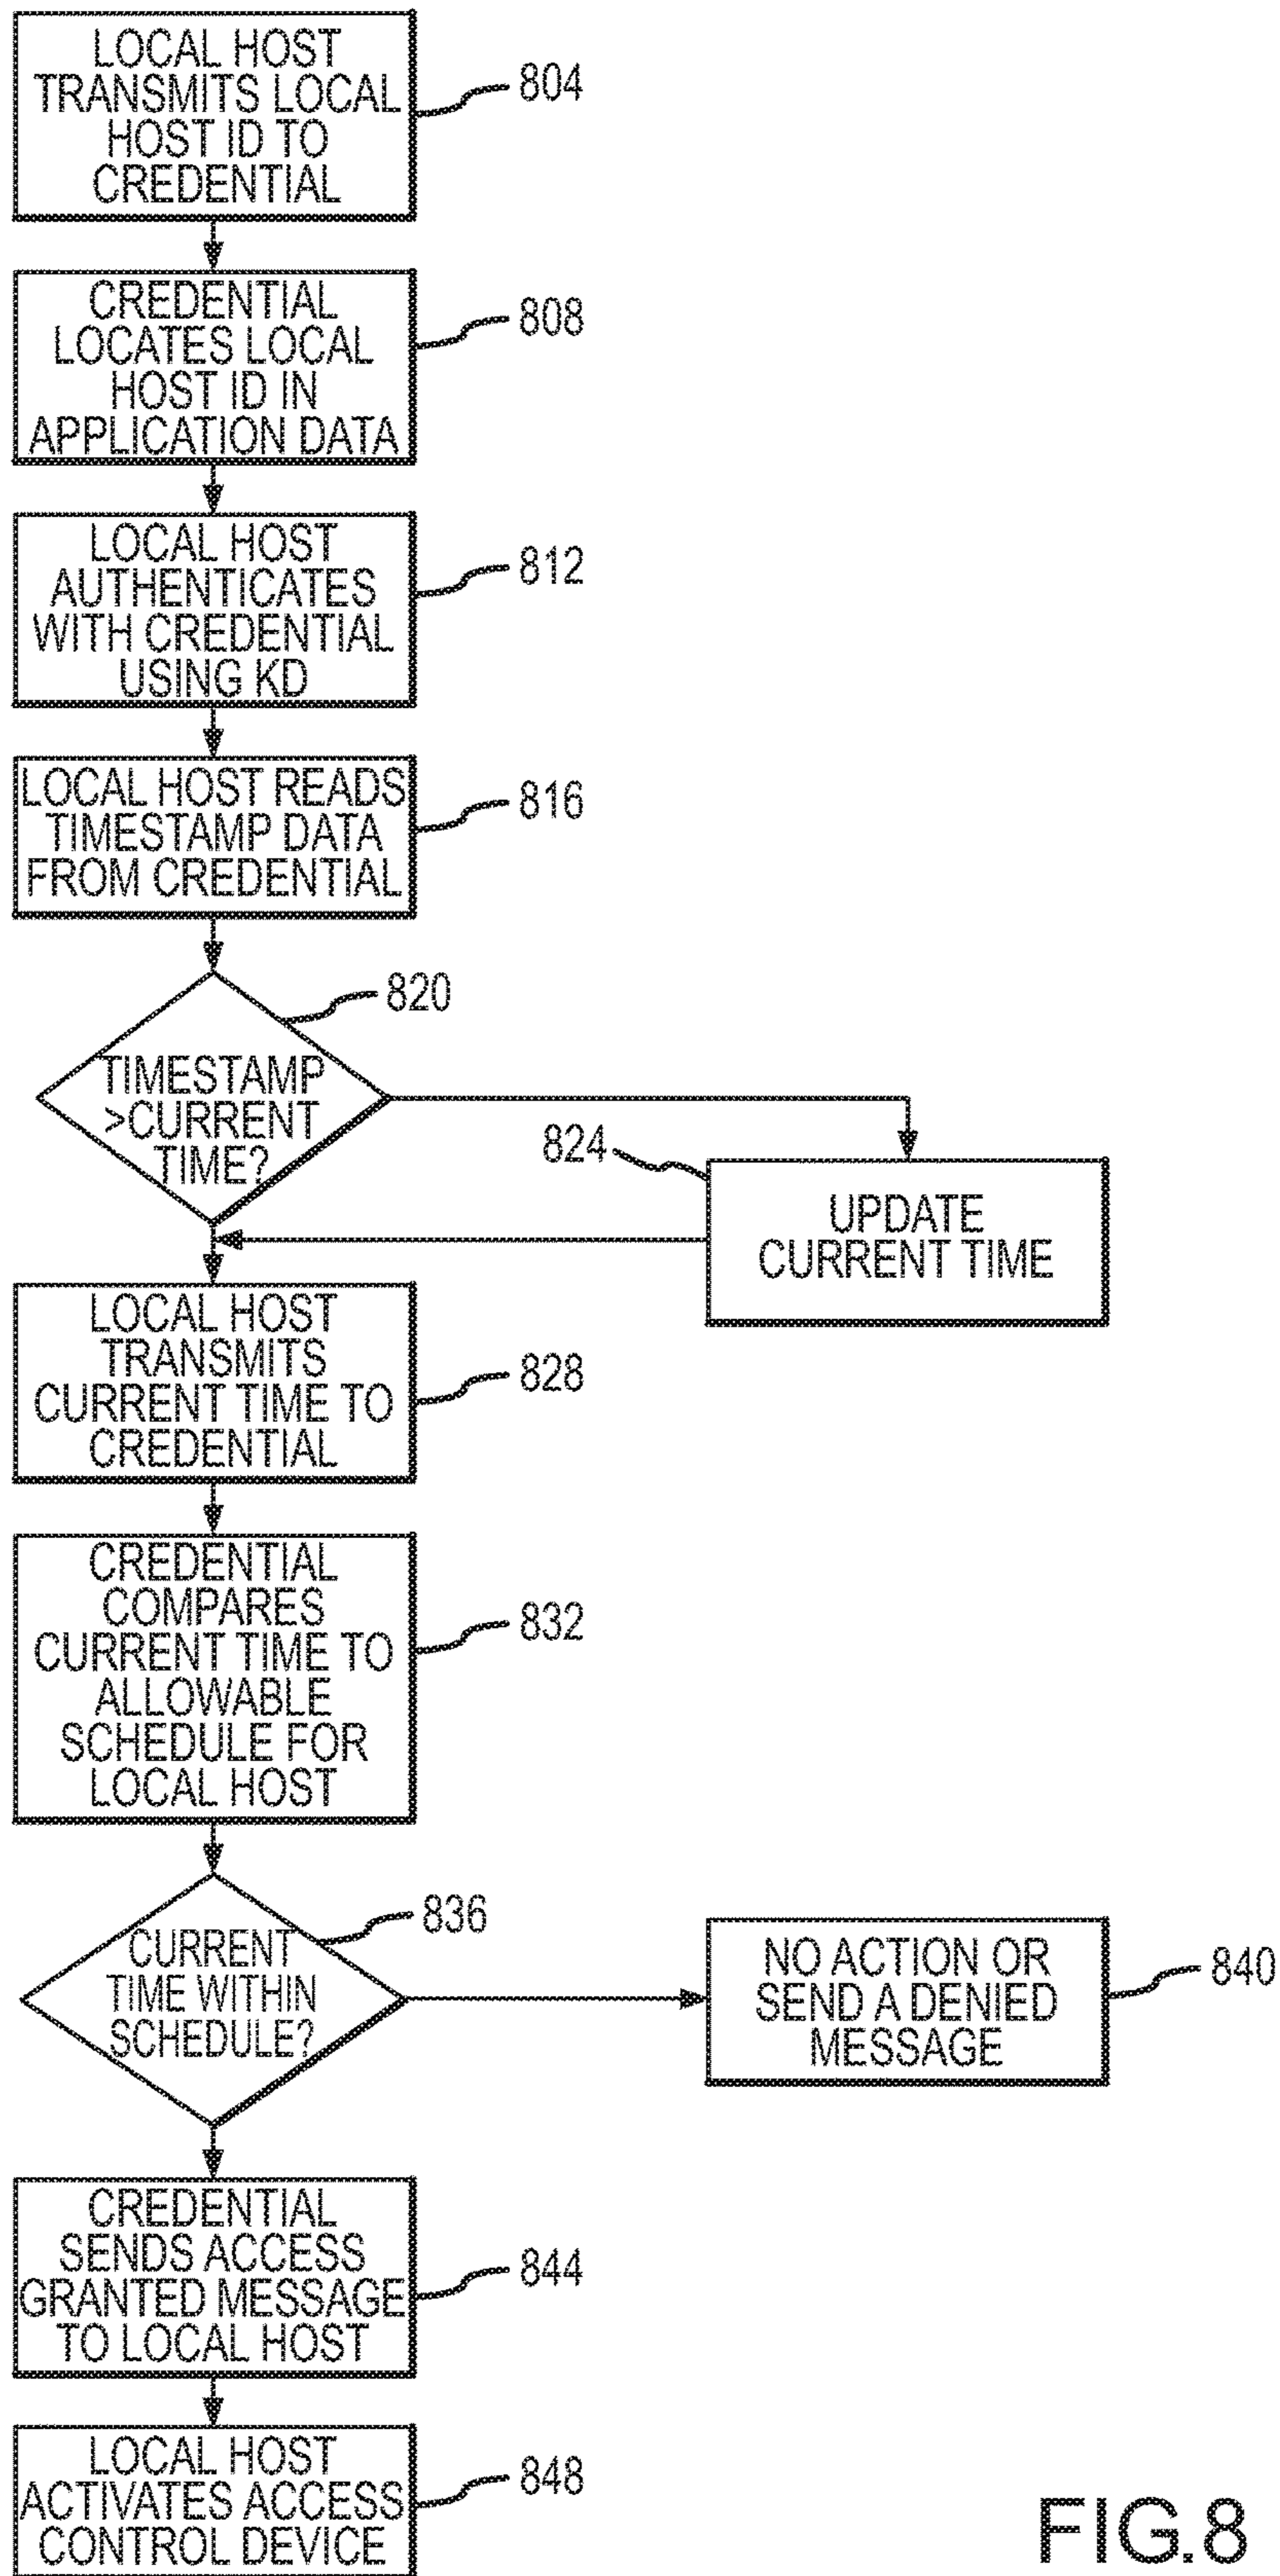 LOCAL HOST
TRANSMITS LOCAL
HOST ID TO
CREDENTIAL
804
CREDENTIAL
LOCATES LOCAL
HOST ID IN
APPLICATION DATA
808
LOCAL HOST
AUTHENTICATES
WITH CREDENTIAL
USING KD
812
LOCAL HOST READS
TIMESTAMP DATA
FROM CREDENTIAL
816
820
TIMESTAMP
>CURRENT
TIME?
824
UPDATE
CURRENT TIME
LOCAL HOST
TRANSMITS
CURRENT TIME TO
CREDENTIAL
828
CREDENTIAL
COMPARES
CURRENT TIME TO
ALLOWABLE
SCHEDULE FOR
LOCAL HOST
832
836
CURRENT
TIME WITHIN
SCHEDULE?
NO ACTION OR
SEND A DENIED
MESSAGE
840
CREDENTIAL
SENDS ACCESS
GRANTED MESSAGE
TO LOCAL HOST
844
LOCAL HOST
ACTIVATES ACCESS
CONTROL DEVICE
848
FIG.8